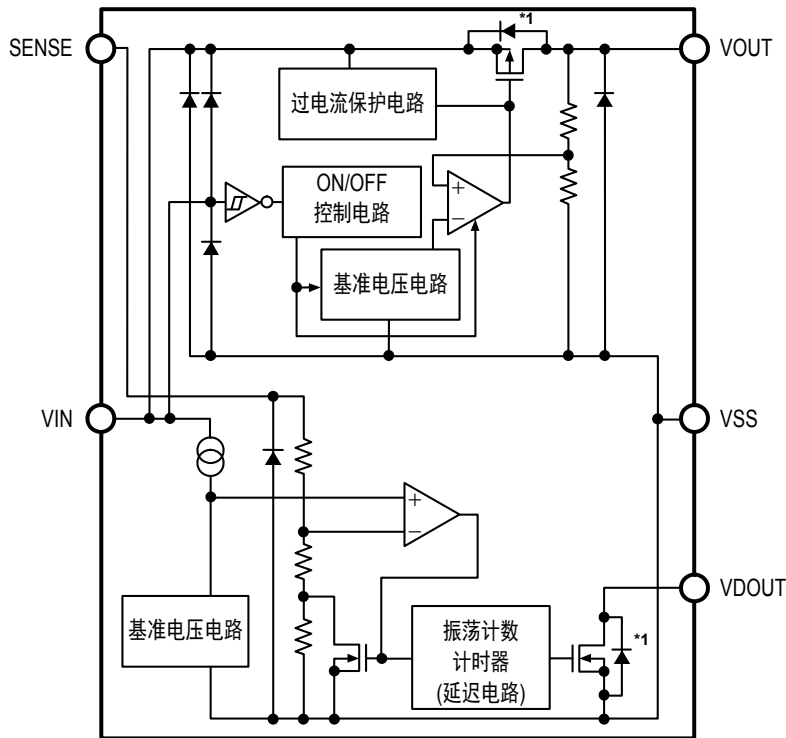 *1
SENSE
VOUT
过电流保护电路
ON/OFF
控制电路
+
−
基准电压电路
VIN
VSS
+
−
VDOUT
基准电压电路
振荡计数
计时器
(延迟电路)
*1